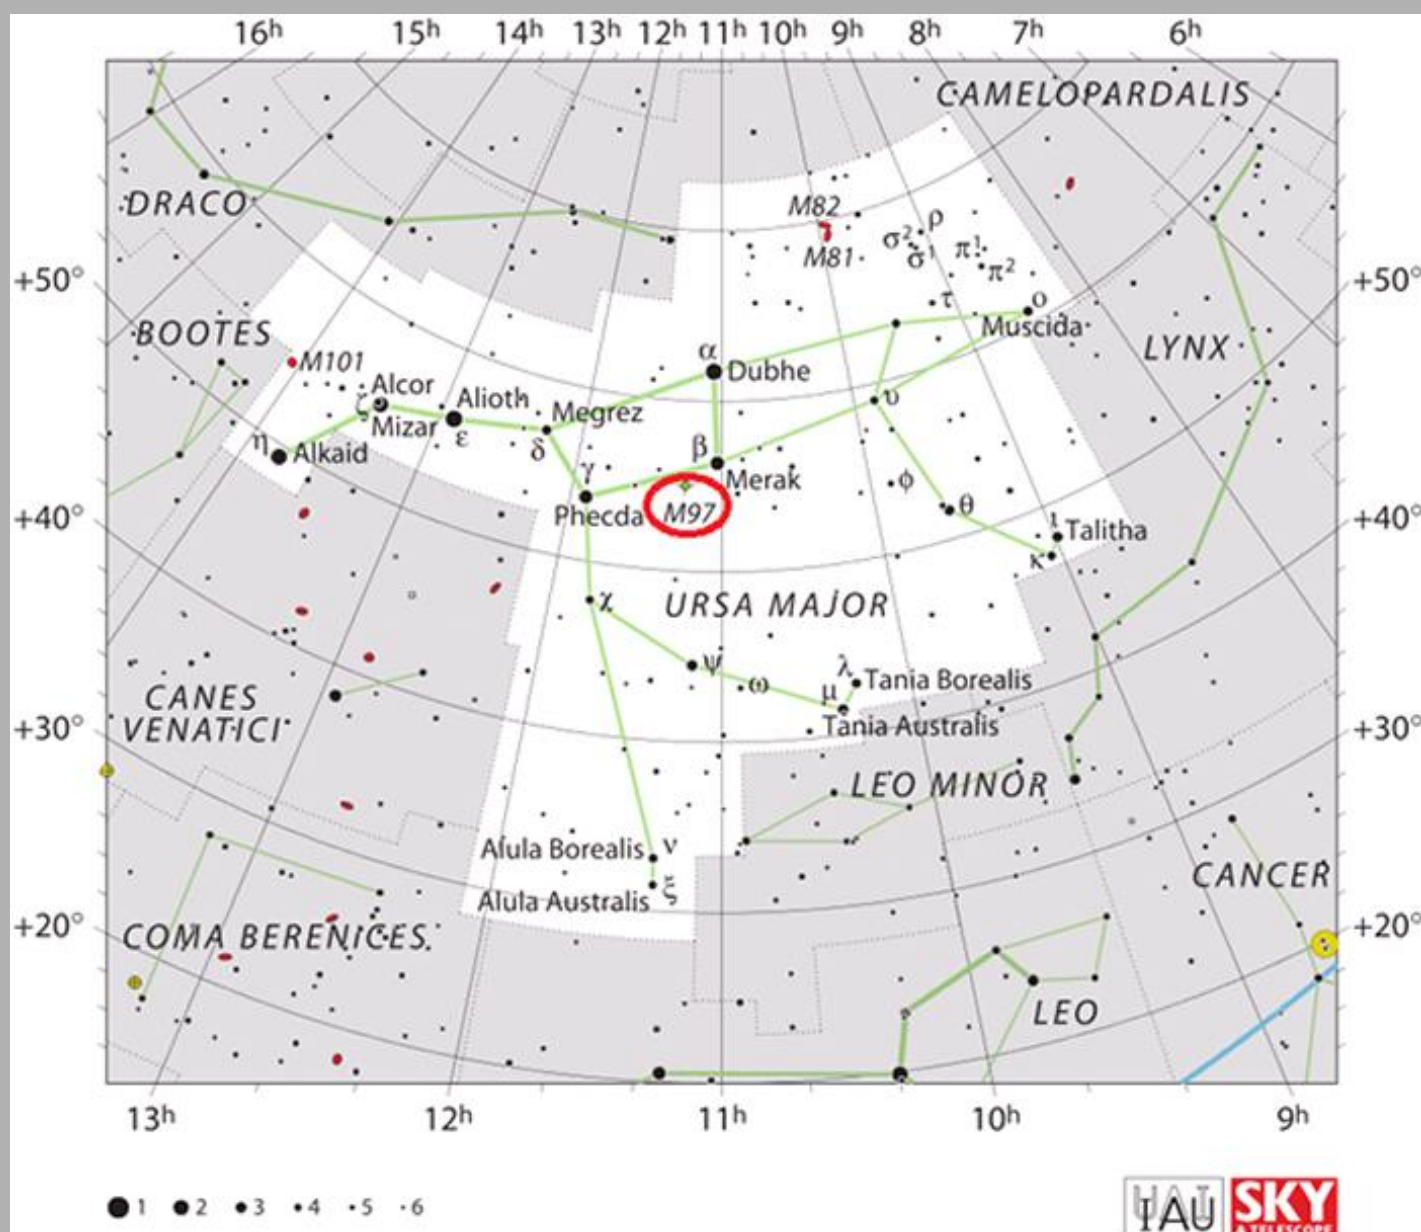 16h 15h 14h 13h 12h 11h 10h 9h 8h 7h 6h
CAMELOPARDALIS
DRACO
M82
ρ
σ² σ¹ π¹ π²
M81
+50° +50°
τ ο
BOOTES
Muscida
LYNX
M101
α
Dubhe
Alcor
Alioth
ζ
Mizar
ε
Megrez
δ
υ
η Alkaid
β
Merak
γ
φ
Phecda
M97
θ
+40° +40°
ι Talitha
κ
χ
URSA MAJOR
ψ
ω
λ Tania Borealis
μ
Tania Australis
CANES
VENATICI
+30° +30°
LEO MINOR
Alula Borealis ν
Alula Australis ξ
CANCER
+20° +20°
COMA BERENICES
LEO
13h 12h 11h 10h 9h
1 2 3 4 5 6
IAU
SKY
& TELESCOPE